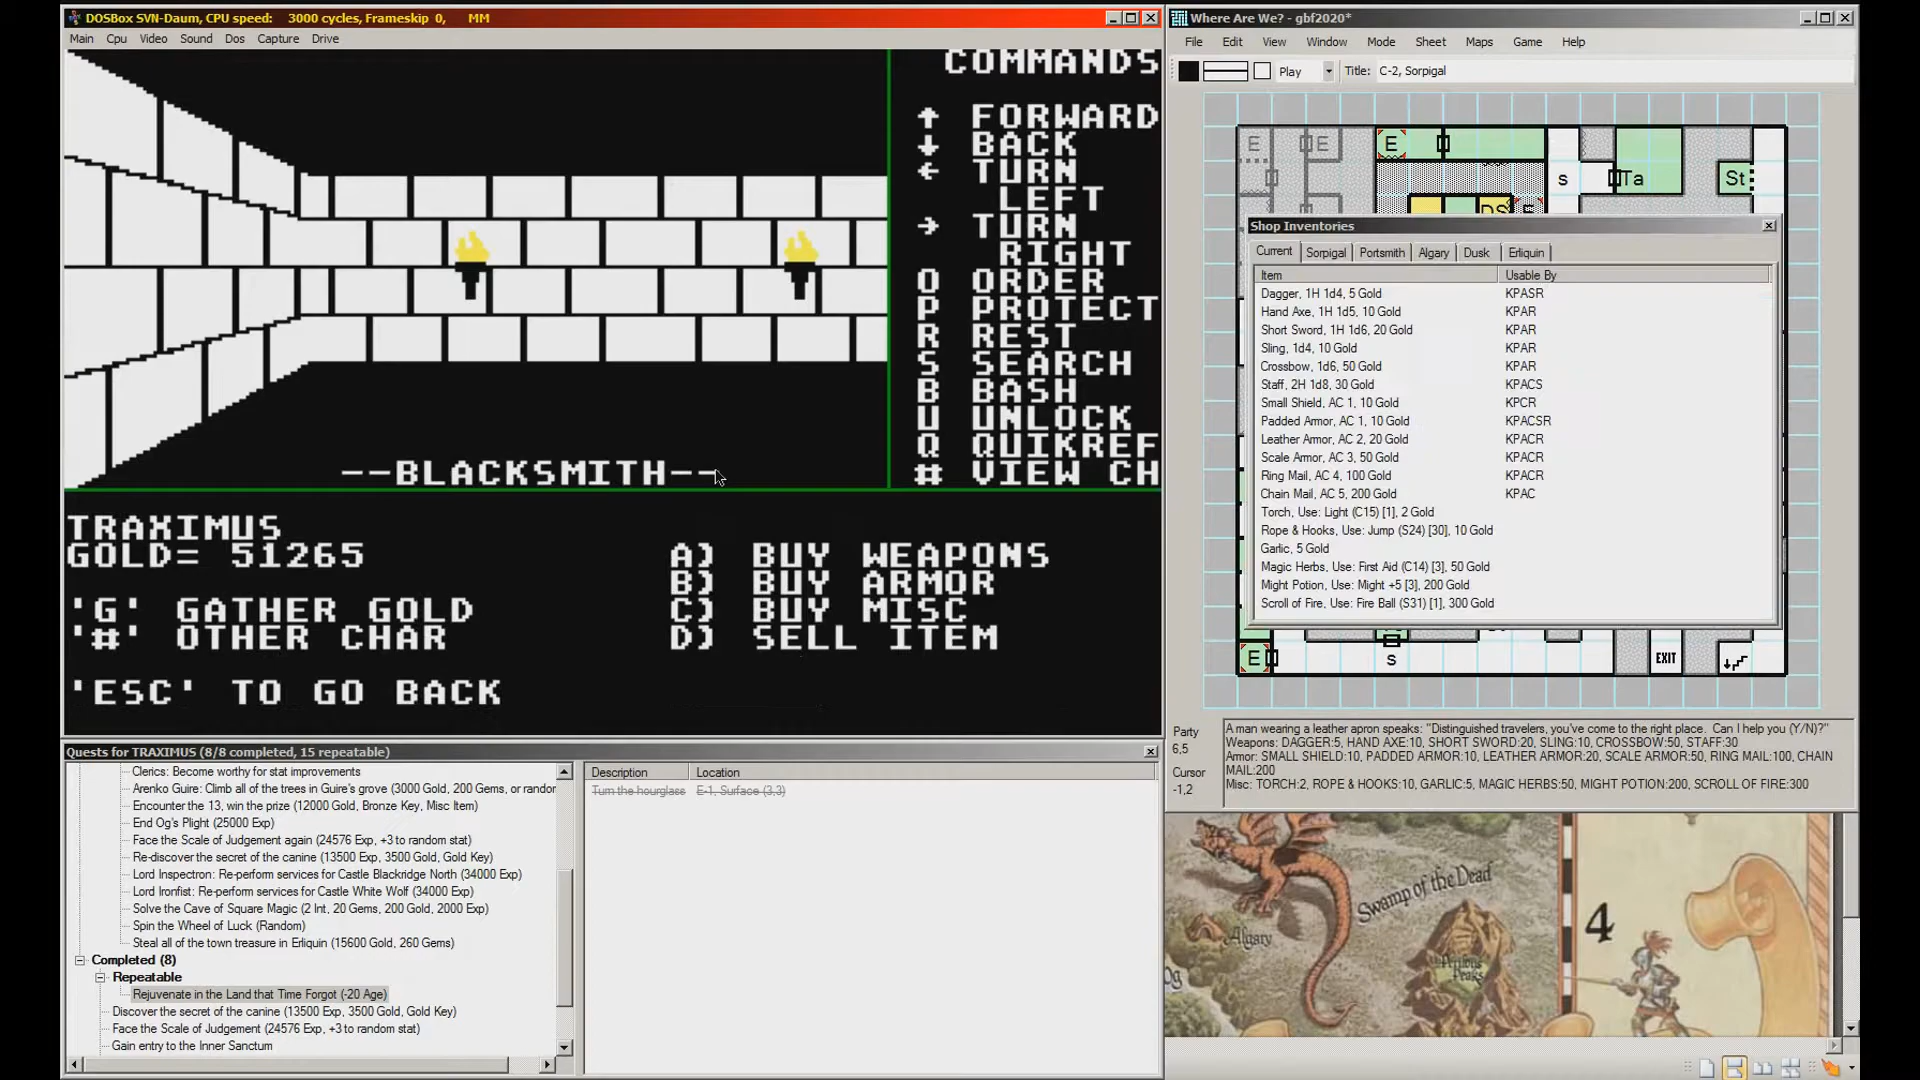 DOSBox SVN-Daum, CPU speed: 3000 cycles, Frameskip 0, MM
Main Cpu Video Sound Dos Capture Drive
COMMANDS
FORWARD
BACK
TURN
LEFT
TURN
RIGHT
O ORDER
P PROTECT
R REST
S SEARCH
B BASH
U UNLOCK
Q QUIKREF
# VIEW CH
--BLACKSMITH--
TRAXIMUS
GOLD= 51265
'G' GATHER GOLD
'#' OTHER CHAR
'ESC' TO GO BACK
A) BUY WEAPONS
B) BUY ARMOR
C) BUY MISC
D) SELL ITEM
Quests for TRAXIMUS (8/8 completed, 15 repeatable)
Clerics: Become worthy for stat improvements
Arenko Guire: Climb all of the trees in Guire's grove (3000 Gold, 200 Gems, or randor
Encounter the 13, win the prize (12000 Gold, Bronze Key, Misc Item)
End Og's Plight (25000 Exp)
Face the Scale of Judgement again (24576 Exp, +3 to random stat)
Re-discover the secret of the canine (13500 Exp, 3500 Gold, Gold Key)
Lord Inspectron: Re-perform services for Castle Blackridge North (34000 Exp)
Lord Ironfist: Re-perform services for Castle White Wolf (34000 Exp)
Solve the Cave of Square Magic (2 Int, 20 Gems, 200 Gold, 2000 Exp)
Spin the Wheel of Luck (Random)
Steal all of the town treasure in Erliquin (15600 Gold, 260 Gems)
Completed (8)
Repeatable
Rejuvenate in the Land that Time Forgot (-20 Age)
Discover the secret of the canine (13500 Exp, 3500 Gold, Gold Key)
Face the Scale of Judgement (24576 Exp, +3 to random stat)
Gain entry to the Inner Sanctum
Description Location
Turn the hourglass E-1, Surface (3,3)
Where Are We? - gbf2020*
File Edit View Window Mode Sheet Maps Game Help
Play Title: C-2, Sorpigal
E E E
s Ta St
DS E
Shop Inventories
Current Sorpigal Portsmith Algary Dusk Erliquin
Item Usable By
Dagger, 1H 1d4, 5 Gold KPASR
Hand Axe, 1H 1d5, 10 Gold KPAR
Short Sword, 1H 1d6, 20 Gold KPAR
Sling, 1d4, 10 Gold KPAR
Crossbow, 1d6, 50 Gold KPAR
Staff, 2H 1d8, 30 Gold KPACS
Small Shield, AC 1, 10 Gold KPCR
Padded Armor, AC 1, 10 Gold KPACSR
Leather Armor, AC 2, 20 Gold KPACR
Scale Armor, AC 3, 50 Gold KPACR
Ring Mail, AC 4, 100 Gold KPACR
Chain Mail, AC 5, 200 Gold KPAC
Torch, Use: Light (C15) [1], 2 Gold
Rope & Hooks, Use: Jump (S24) [30], 10 Gold
Garlic, 5 Gold
Magic Herbs, Use: First Aid (C14) [3], 50 Gold
Might Potion, Use: Might +5 [3], 200 Gold
Scroll of Fire, Use: Fire Ball (S31) [1], 300 Gold
E s EXIT
Party
6,5
Cursor
-1,2
A man wearing a leather apron speaks: "Distinguished travelers, you've come to the right place. Can I help you (Y/N)?"
Weapons: DAGGER:5, HAND AXE:10, SHORT SWORD:20, SLING:10, CROSSBOW:50, STAFF:30
Armor: SMALL SHIELD:10, PADDED ARMOR:10, LEATHER ARMOR:20, SCALE ARMOR:50, RING MAIL:100, CHAIN
MAIL:200
Misc: TORCH:2, ROPE & HOOKS:10, GARLIC:5, MAGIC HERBS:50, MIGHT POTION:200, SCROLL OF FIRE:300
Swamp of the Dead
Algary
Perilous
Peaks
4